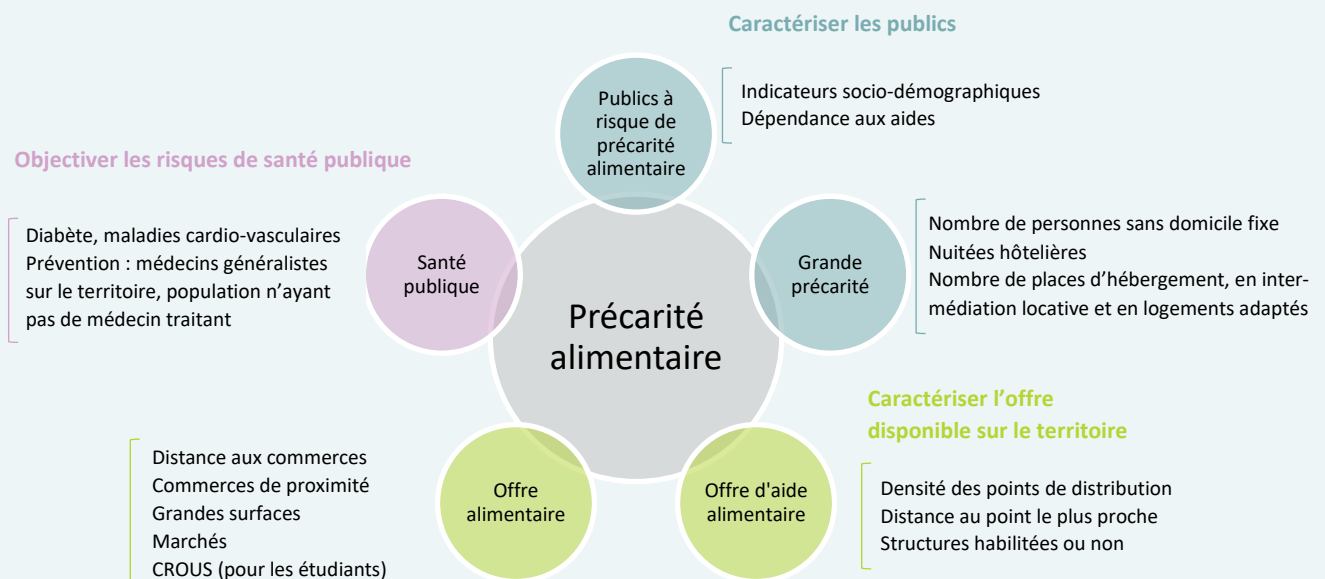 Caractériser les publics
Publics à
risque de
précarité
alimentaire
Indicateurs socio-démographiques
Dépendance aux aides
Objectiver les risques de santé publique
Diabète, maladies cardio-vasculaires
Prévention : médecins généralistes
sur le territoire, population n’ayant
pas de médecin traitant
Santé
publique
Grande
précarité
Nombre de personnes sans domicile fixe
Nuitées hôtelières
Nombre de places d’hébergement, en inter-
médiation locative et en logements adaptés
Précarité
alimentaire
Caractériser l’offre
disponible sur le territoire
Distance aux commerces
Commerces de proximité
Grandes surfaces
Marchés
CROUS (pour les étudiants)
Offre
alimentaire
Offre d'aide
alimentaire
Densité des points de distribution
Distance au point le plus proche
Structures habilitées ou non